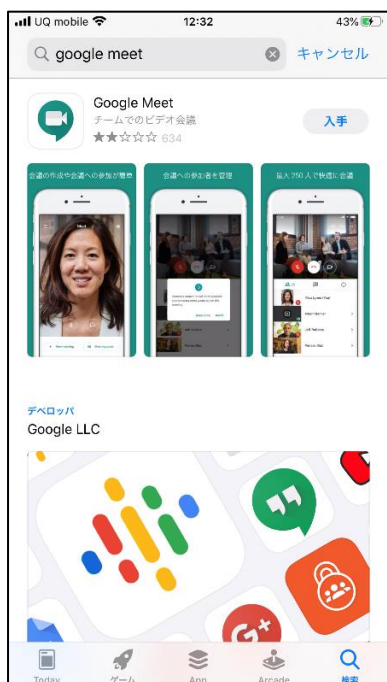 UQ mobile 12:32 43%
google meet キャンセル
Google Meet
チームでのビデオ会議
入手
★★☆☆☆ 634
会議の作成や会議への参加が簡単
会議への参加者を管理
最大 250 人で快適に会議
デベロッパ
Google LLC
G+
Today ゲーム App Arcade 検索